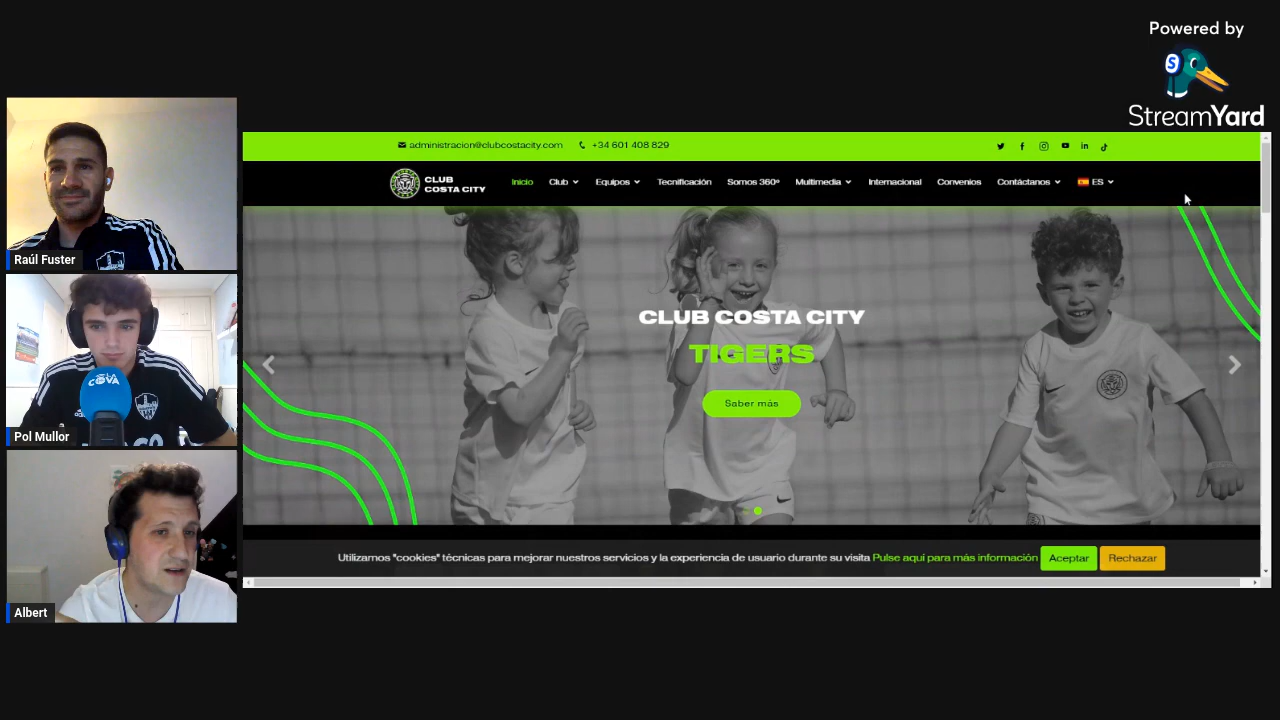 Powered by
StreamYard
administracion@clubcostacity.com +34 601 408 829
CLUB
COSTA CITY
Inicio Club Equipos Tecnificación Somos 360º Multimedia Internacional Convenios Contáctanos ES
CLUB COSTA CITY
TIGERS
Saber más
Utilizamos "cookies" técnicas para mejorar nuestros servicios y la experiencia de usuario durante su visita Pulse aquí para más información Aceptar Rechazar
Raúl Fuster
LA
COVA
Pol Mullor
Albert